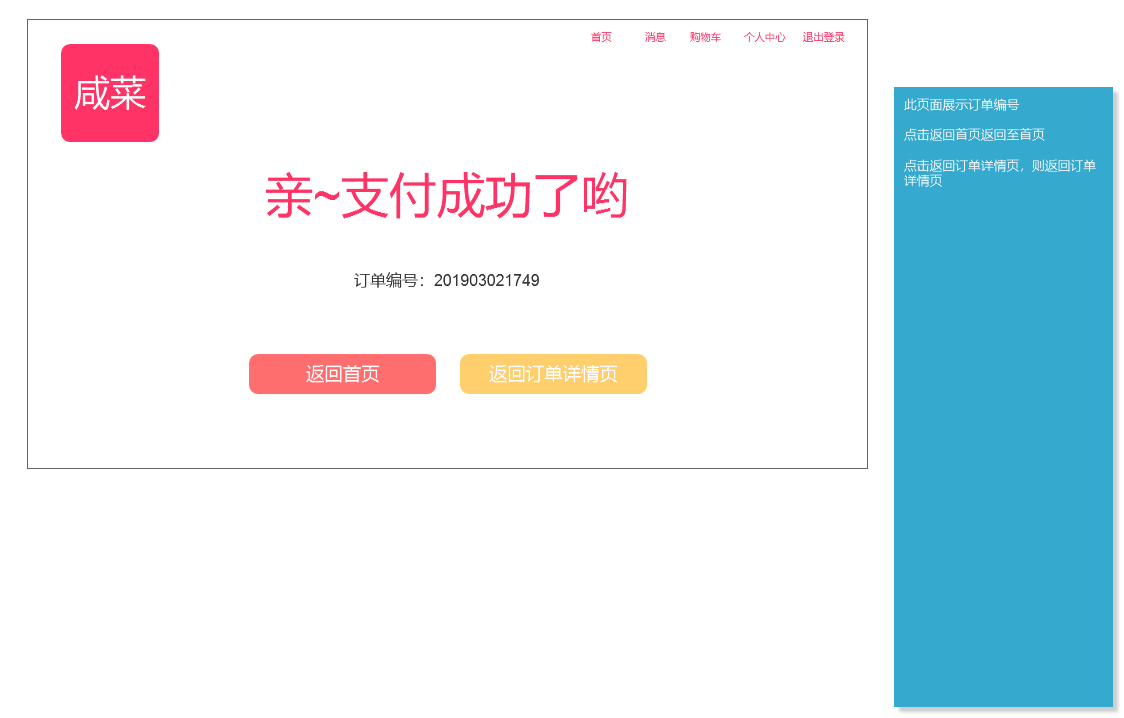 首页 消息 购物车 个人中心 退出登录
咸菜
亲~支付成功了哟
订单编号：201903021749
返回首页 返回订单详情页
此页面展示订单编号
点击返回首页返回至首页
点击返回订单详情页，则返回订单
详情页